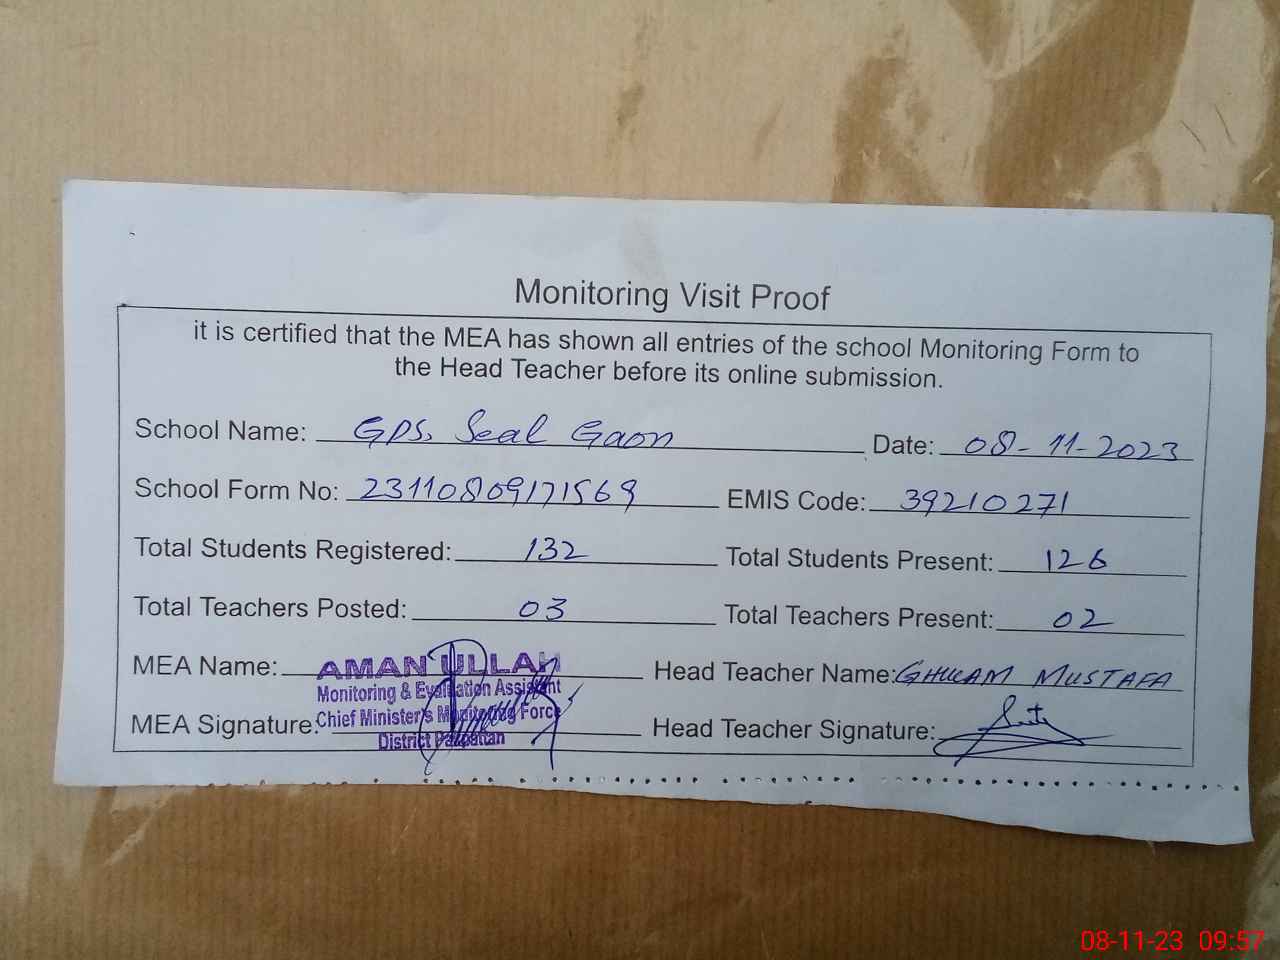 Monitoring Visit Proof
it is certified that the MEA has shown all entries of the school Monitoring Form to
the Head Teacher before its online submission.
School Name: GPS. Seal Gaon Date: 08-11-2023
School Form No: 23110809171569 EMIS Code: 39210271
Total Students Registered: 132 Total Students Present: 126
Total Teachers Posted: 03 Total Teachers Present: 02
MEA Name: AMAN ULLAH Head Teacher Name: GHULAM MUSTAFA
Monitoring & Evaluation Assistant
MEA Signature: Chief Minister's Monitoring Force Head Teacher Signature:
District Pakpattan
08-11-23 09:57